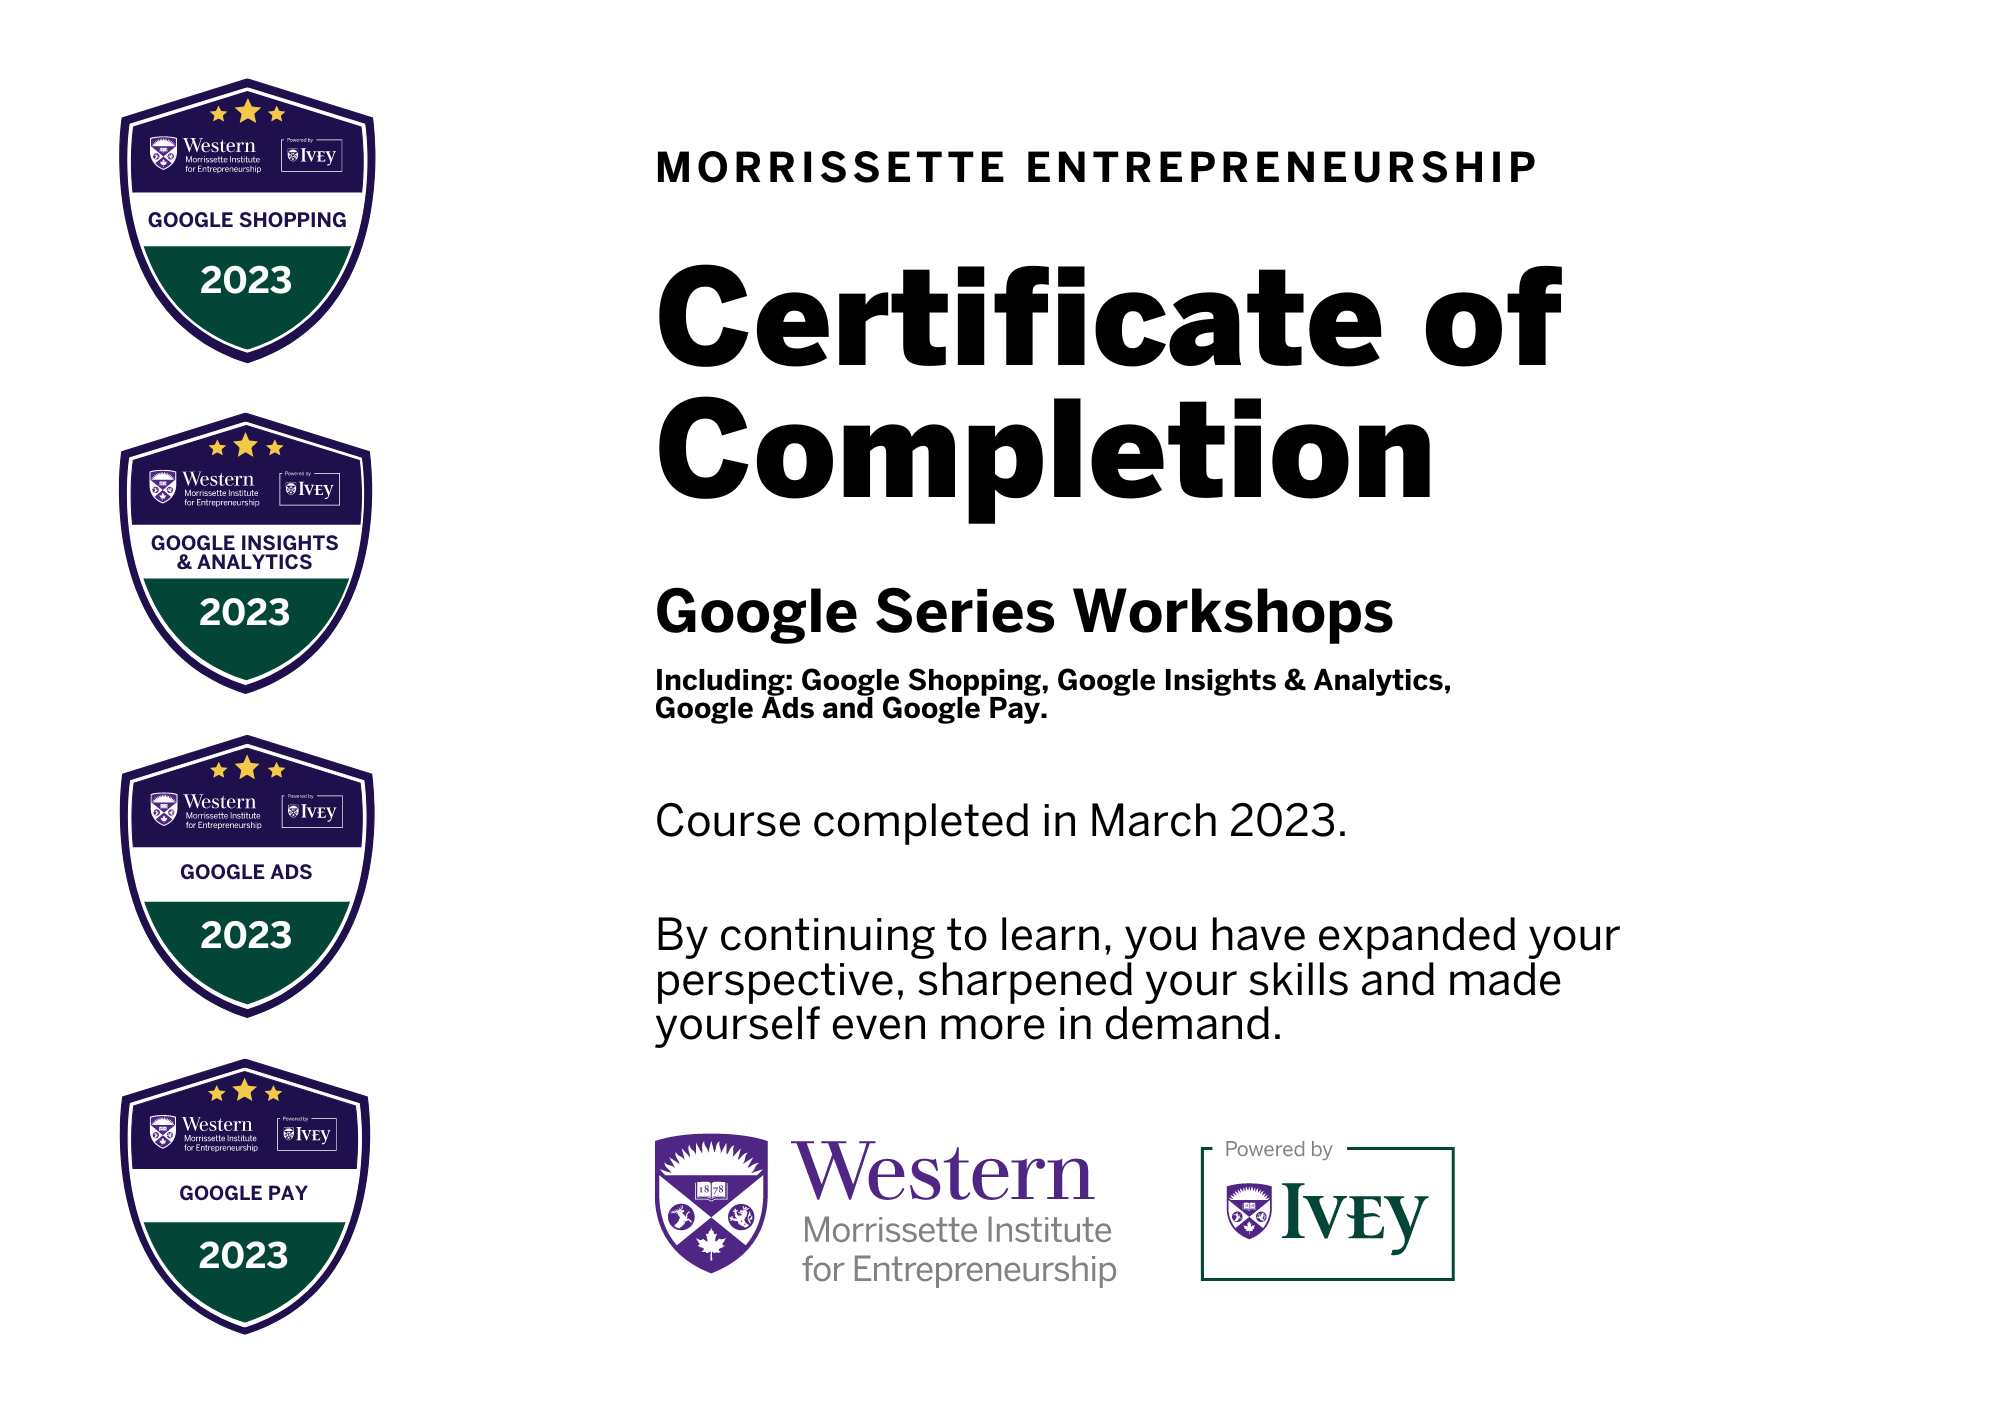 Western
Morrissette Institute
for Entrepreneurship
Powered by
IVEY
GOOGLE SHOPPING
2023
Western
Morrissette Institute
for Entrepreneurship
Powered by
IVEY
GOOGLE INSIGHTS
& ANALYTICS
2023
Western
Morrissette Institute
for Entrepreneurship
Powered by
IVEY
GOOGLE ADS
2023
Western
Morrissette Institute
for Entrepreneurship
Powered by
IVEY
GOOGLE PAY
2023
MORRISSETTE ENTREPRENEURSHIP
Certificate of
Completion
Google Series Workshops
Including: Google Shopping, Google Insights & Analytics,
Google Ads and Google Pay.
Course completed in March 2023.
By continuing to learn, you have expanded your
perspective, sharpened your skills and made
yourself even more in demand.
1878
Western
Morrissette Institute
for Entrepreneurship
Powered by
IVEY